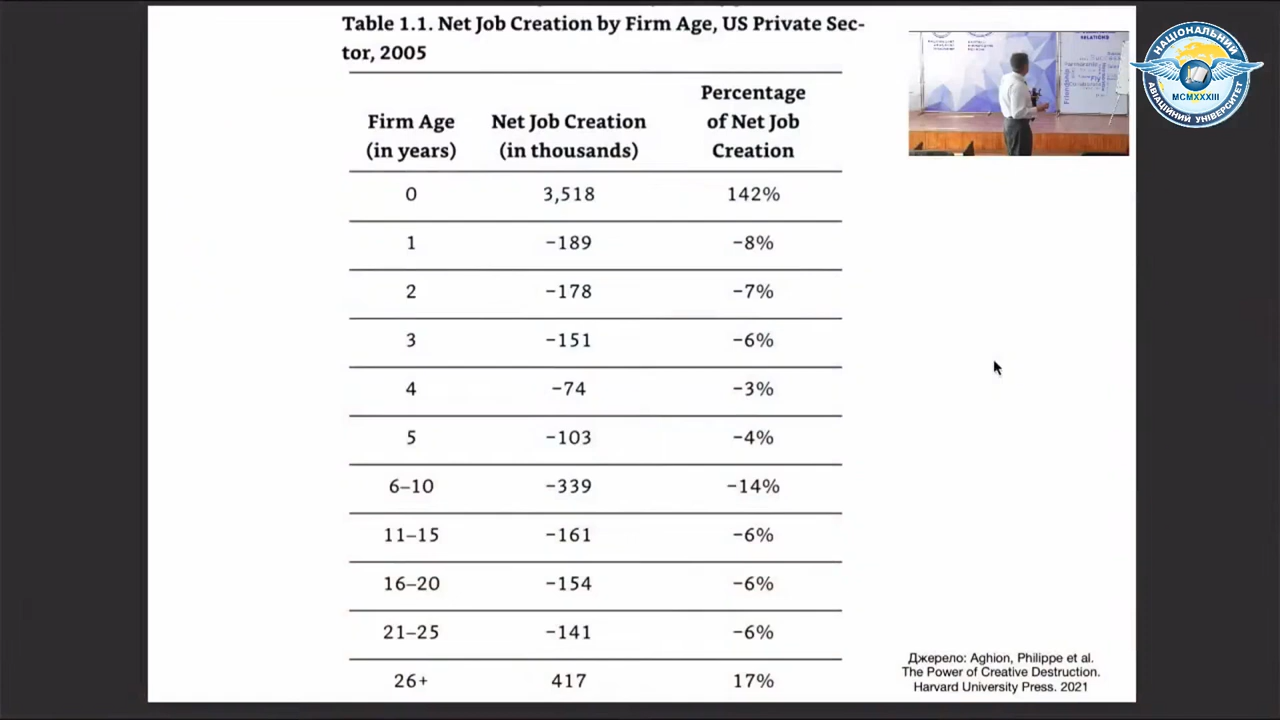 Table 1.1. Net Job Creation by Firm Age, US Private Sec-
tor, 2005
Firm Age
(in years)
Net Job Creation
(in thousands)
Percentage
of Net Job
Creation
0 3,518 142%
1 −189 −8%
2 −178 −7%
3 −151 −6%
4 −74 −3%
5 −103 −4%
6–10 −339 −14%
11–15 −161 −6%
16–20 −154 −6%
21–25 −141 −6%
26+ 417 17%
Джерело: Aghion, Philippe et al.
The Power of Creative Destruction.
Harvard University Press. 2021
RELATIONS
НАЦІОНАЛЬНИЙ
АВІАЦІЙНИЙ УНІВЕРСИТЕТ
MCMXXXIII